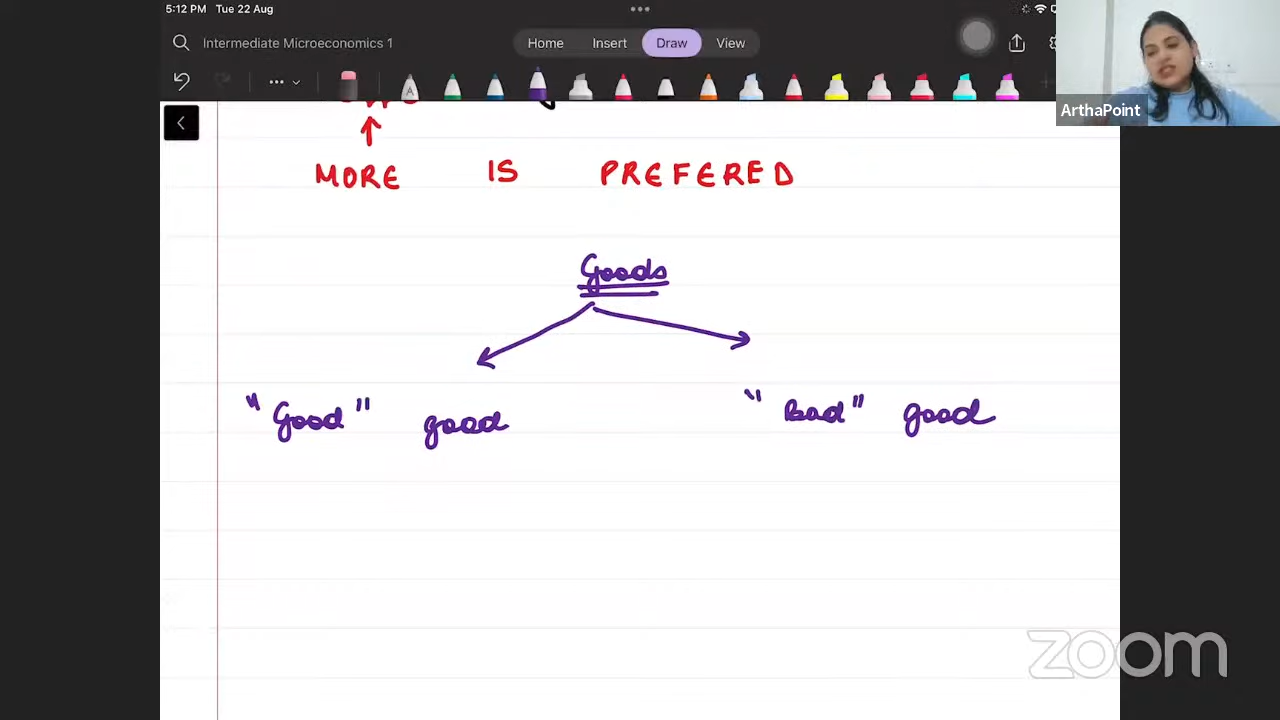 5:12 PM Tue 22 Aug
Intermediate Microeconomics 1
Home Insert Draw View
A
ArthaPoint
MORE IS PREFERED
Goods
"Good" good
"Bad" good
zoom